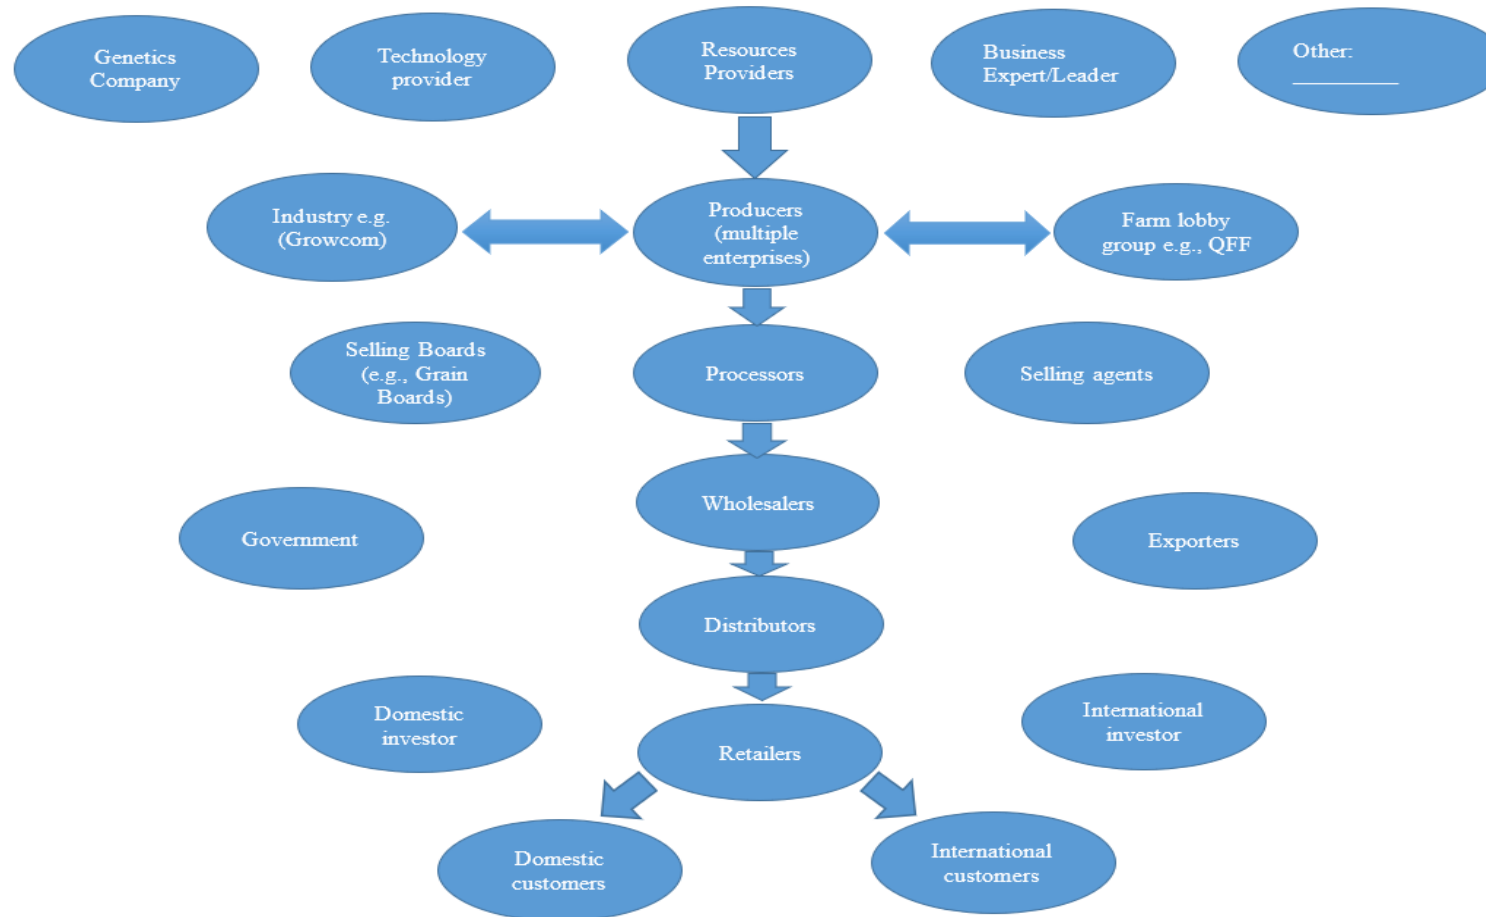 Genetics
Company
Technology
provider
Resources
Providers
Business
Expert/Leader
Other:
__________
Industry e.g.
(Growcom)
Producers
(multiple
enterprises)
Farm lobby
group e.g., QFF
Selling Boards
(e.g., Grain
Boards)
Processors
Selling agents
Wholesalers
Government
Exporters
Distributors
Domestic
investor
International
investor
Retailers
Domestic
customers
International
customers